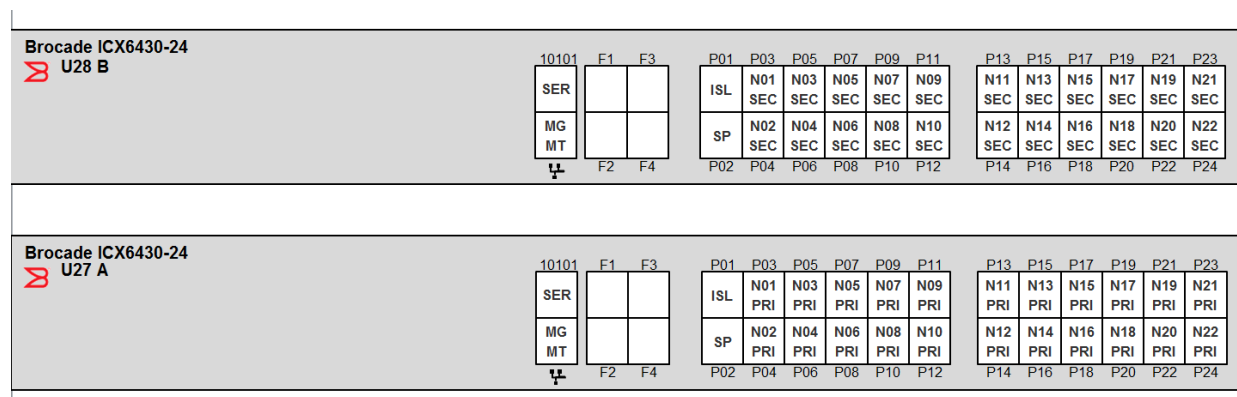 Brocade ICX6430-24
U28 B
10101 F1 F3 P01 P03 P05 P07 P09 P11 P13 P15 P17 P19 P21 P23
SER ISL N01 N03 N05 N07 N09 N11 N13 N15 N17 N19 N21
SEC SEC SEC SEC SEC SEC SEC SEC SEC SEC SEC
MG SP N02 N04 N06 N08 N10 N12 N14 N16 N18 N20 N22
MT SEC SEC SEC SEC SEC SEC SEC SEC SEC SEC SEC
F2 F4 P02 P04 P06 P08 P10 P12 P14 P16 P18 P20 P22 P24
Brocade ICX6430-24
U27 A
10101 F1 F3 P01 P03 P05 P07 P09 P11 P13 P15 P17 P19 P21 P23
SER ISL N01 N03 N05 N07 N09 N11 N13 N15 N17 N19 N21
PRI PRI PRI PRI PRI PRI PRI PRI PRI PRI PRI
MG SP N02 N04 N06 N08 N10 N12 N14 N16 N18 N20 N22
MT PRI PRI PRI PRI PRI PRI PRI PRI PRI PRI PRI
F2 F4 P02 P04 P06 P08 P10 P12 P14 P16 P18 P20 P22 P24